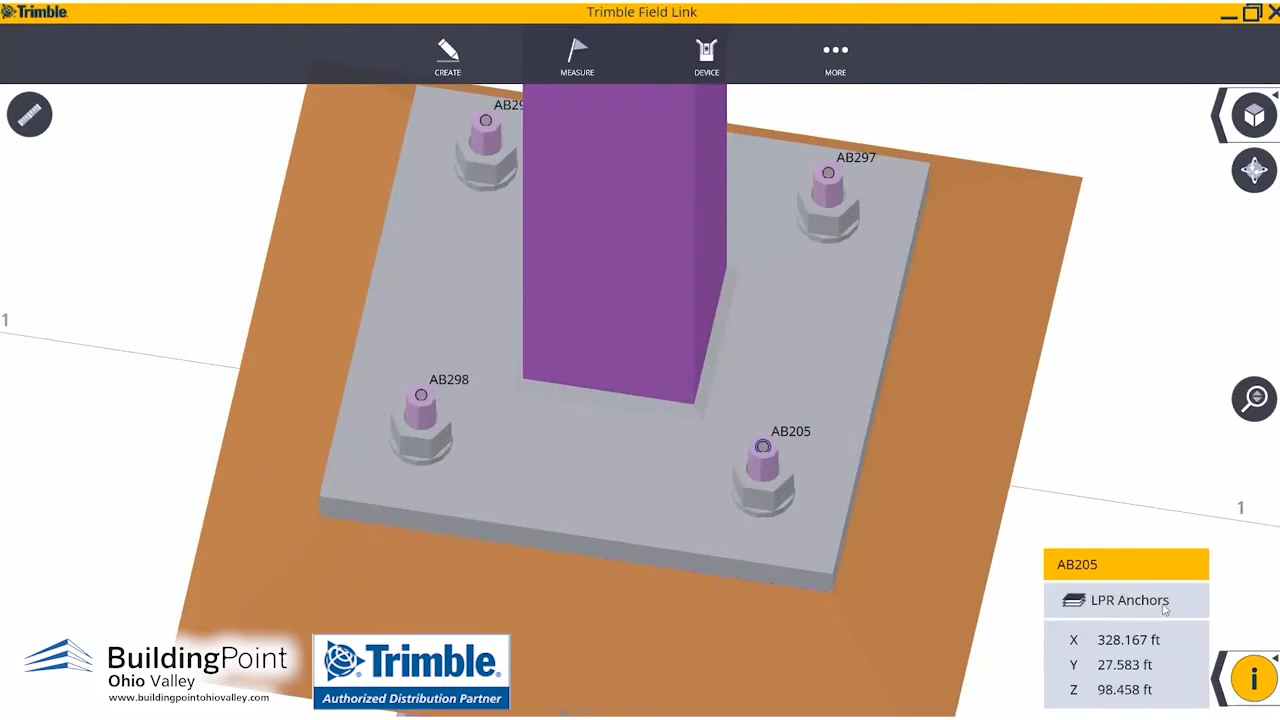 Trimble
Trimble Field Link
CREATE
MEASURE
DEVICE
MORE
AB29
AB297
1
AB298
AB205
1
AB205
LPR Anchors
X 328.167 ft
Y 27.583 ft
Z 98.458 ft
i
BuildingPoint
Ohio Valley
www.buildingpointohiovalley.com
Trimble
Authorized Distribution Partner